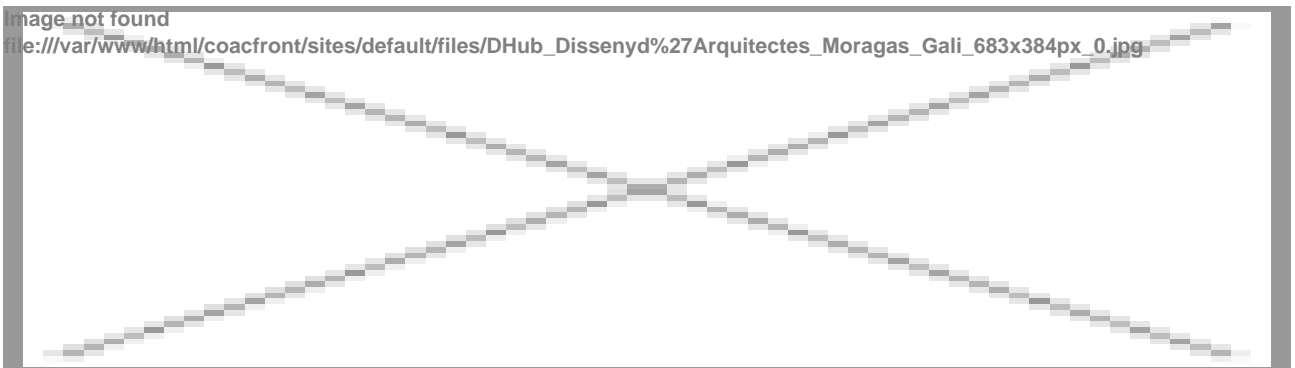 Image not found
file:///var/www/html/coacfront/sites/default/files/DHub_Dissenyd%27Arquitectes_Moragas_Gali_683x384px_0.jpg